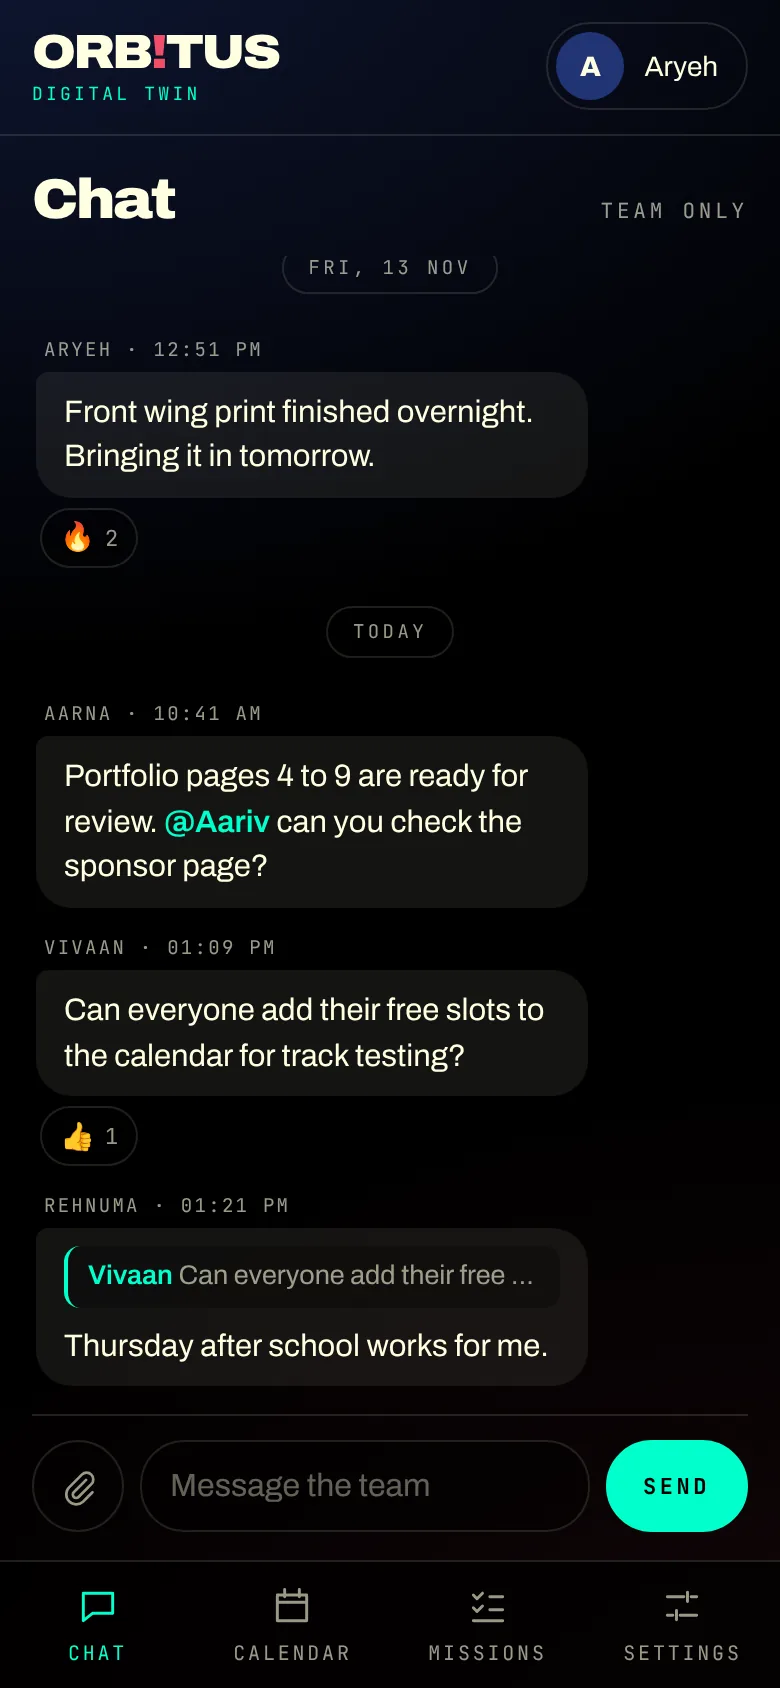 ORB!TUS
DIGITAL TWIN
A
Aryeh
Chat
TEAM ONLY
FRI, 13 NOV
ARYEH · 12:51 PM
Front wing print finished overnight.
Bringing it in tomorrow.
🔥 2
TODAY
AARNA · 10:41 AM
Portfolio pages 4 to 9 are ready for
review. @Aariv can you check the
sponsor page?
VIVAAN · 01:09 PM
Can everyone add their free slots to
the calendar for track testing?
👍 1
REHNUMA · 01:21 PM
Vivaan Can everyone add their free ...
Thursday after school works for me.
Message the team
SEND
CHAT
CALENDAR
MISSIONS
SETTINGS